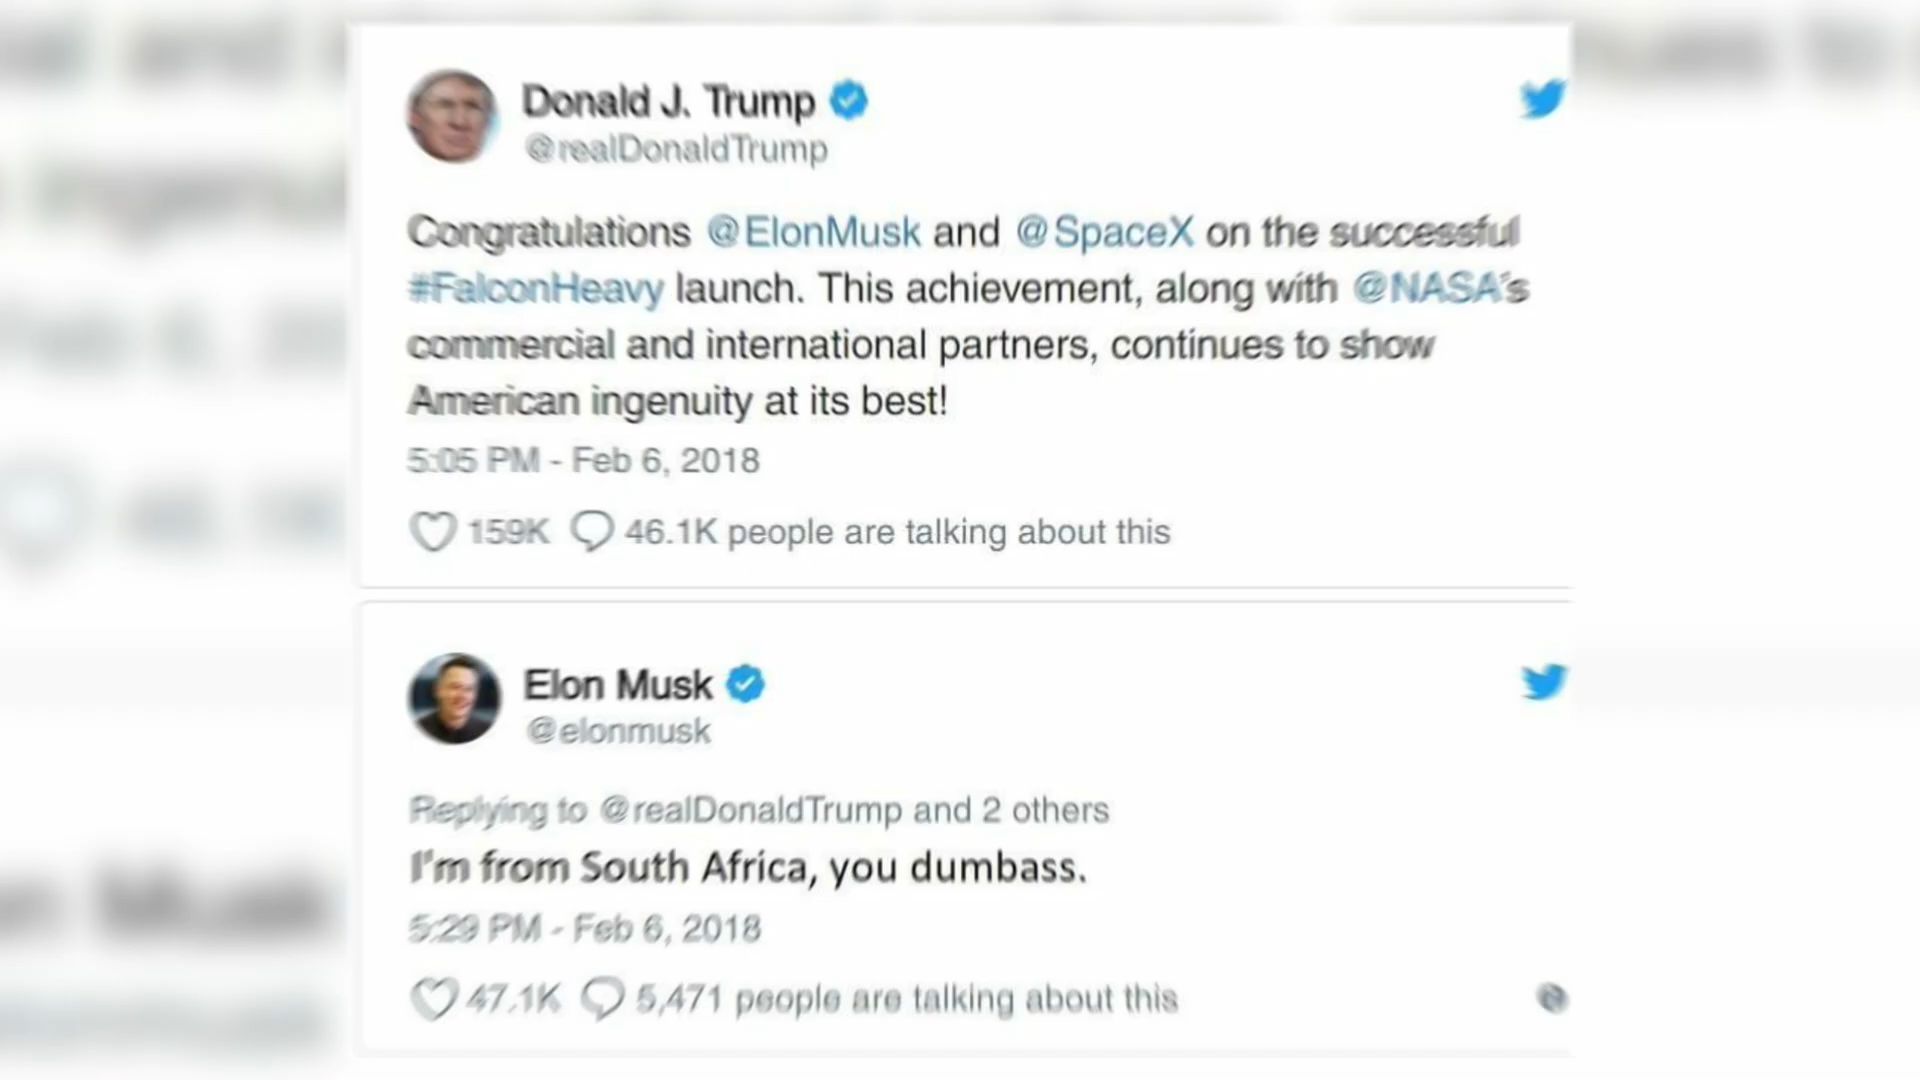 Donald J. Trump
@realDonaldTrump
Congratulations @ElonMusk and @SpaceX on the successful
#FalconHeavy launch. This achievement, along with @NASA's
commercial and international partners, continues to show
American ingenuity at its best!
5:05 PM - Feb 6, 2018
159K 46.1K people are talking about this
Elon Musk
@elonmusk
Replying to @realDonaldTrump and 2 others
I'm from South Africa, you dumbass.
5:29 PM - Feb 6, 2018
47.1K 5,471 people are talking about this